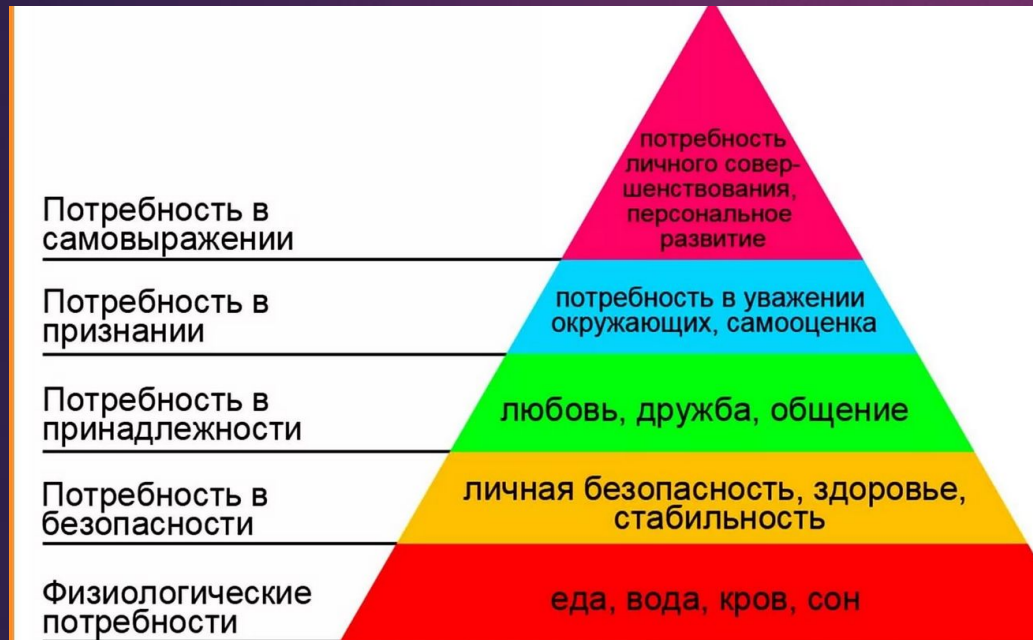 потребность
личного совер-
шенствования,
персональное
развитие
Потребность в
самовыражении
потребность в уважении
окружающих, самооценка
Потребность в
признании
любовь, дружба, общение
Потребность в
принадлежности
личная безопасность, здоровье,
стабильность
Потребность в
безопасности
еда, вода, кров, сон
Физиологические
потребности